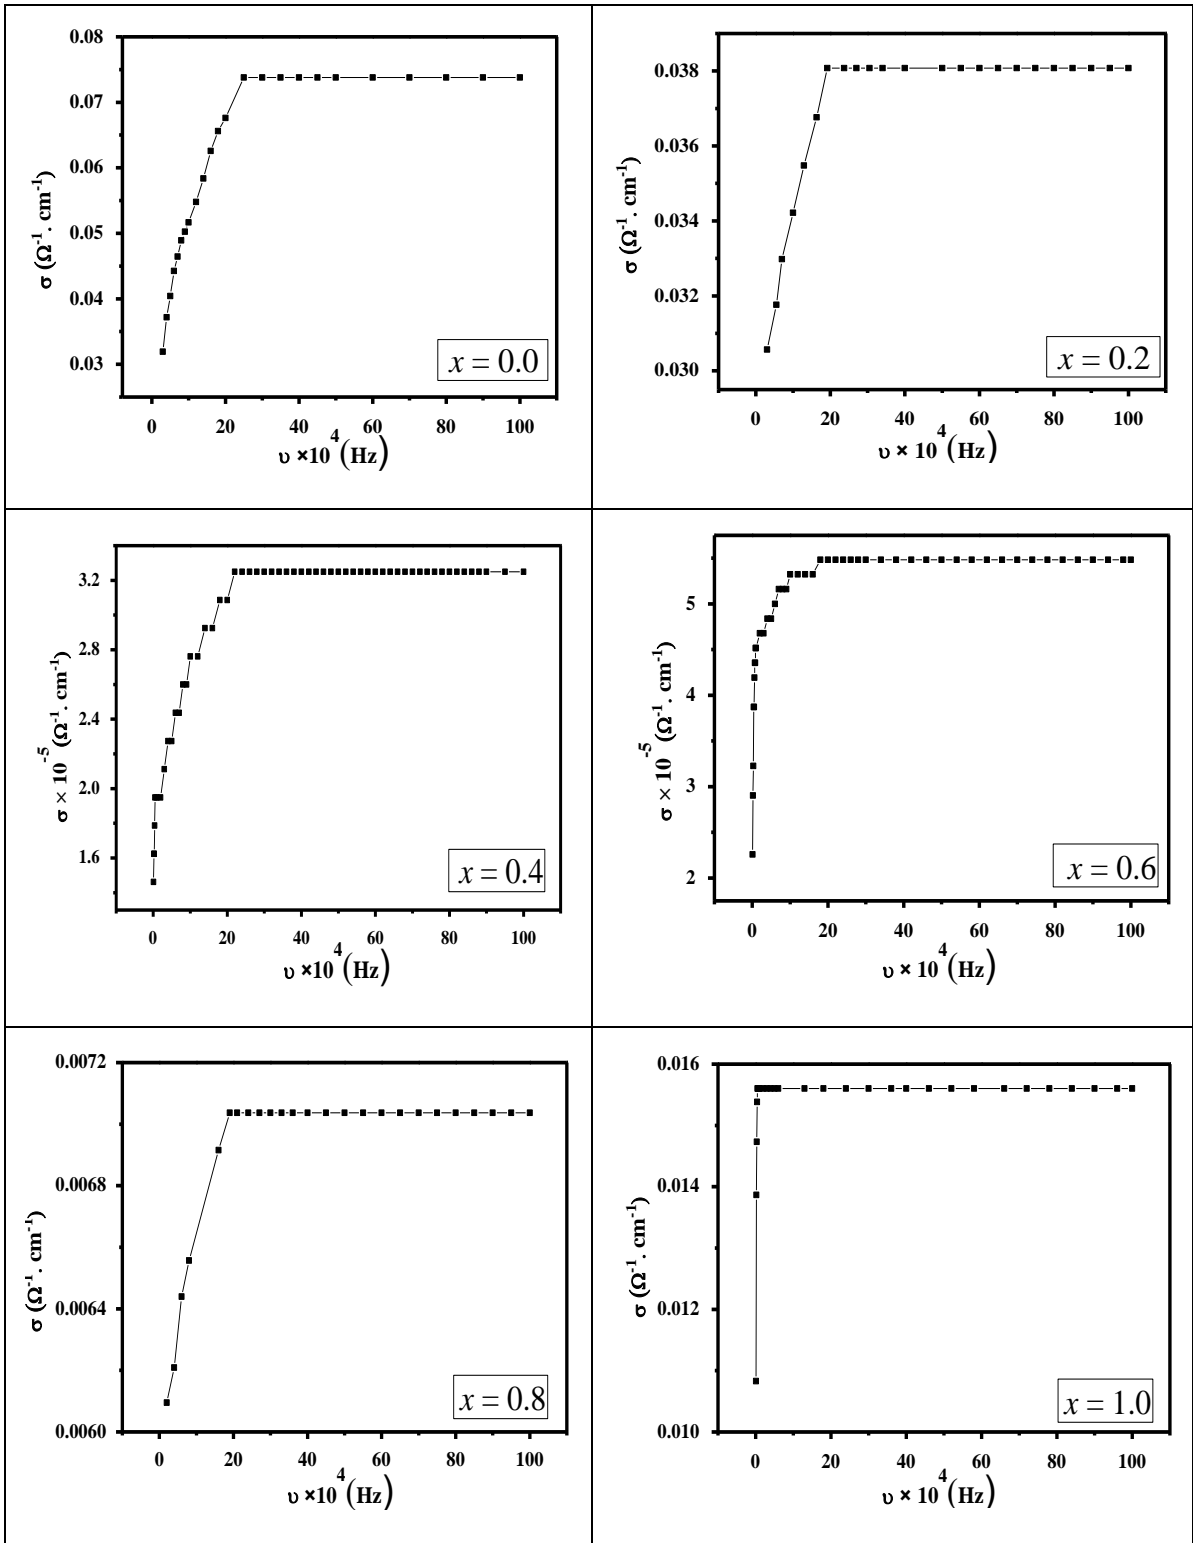 0.08
0.07
0.06
0.05
0.04
0.03
σ (Ω⁻¹. cm⁻¹)
x = 0.0
0 20 40 60 80 100
υ ×10⁴ (Hz)
0.038
0.036
0.034
0.032
0.030
σ (Ω⁻¹. cm⁻¹)
x = 0.2
0 20 40 60 80 100
υ × 10⁴ (Hz)
3.2
2.8
2.4
2.0
1.6
σ × 10⁻⁵ (Ω⁻¹. cm⁻¹)
x = 0.4
0 20 40 60 80 100
υ ×10⁴ (Hz)
5
4
3
2
σ × 10⁻⁵ (Ω⁻¹. cm⁻¹)
x = 0.6
0 20 40 60 80 100
υ × 10⁴ (Hz)
0.0072
0.0068
0.0064
0.0060
σ (Ω⁻¹. cm⁻¹)
x = 0.8
0 20 40 60 80 100
υ ×10⁴ (Hz)
0.016
0.014
0.012
0.010
σ (Ω⁻¹. cm⁻¹)
x = 1.0
0 20 40 60 80 100
υ × 10⁴ (Hz)